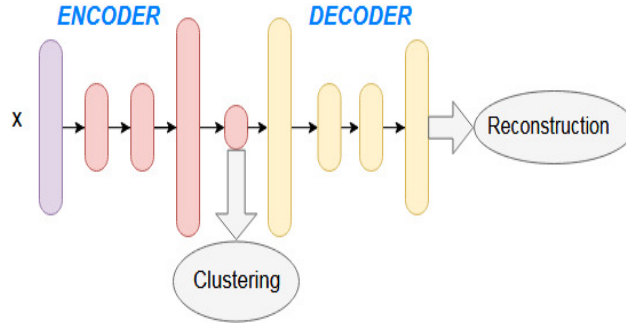 ENCODER
DECODER
x
Reconstruction
Clustering